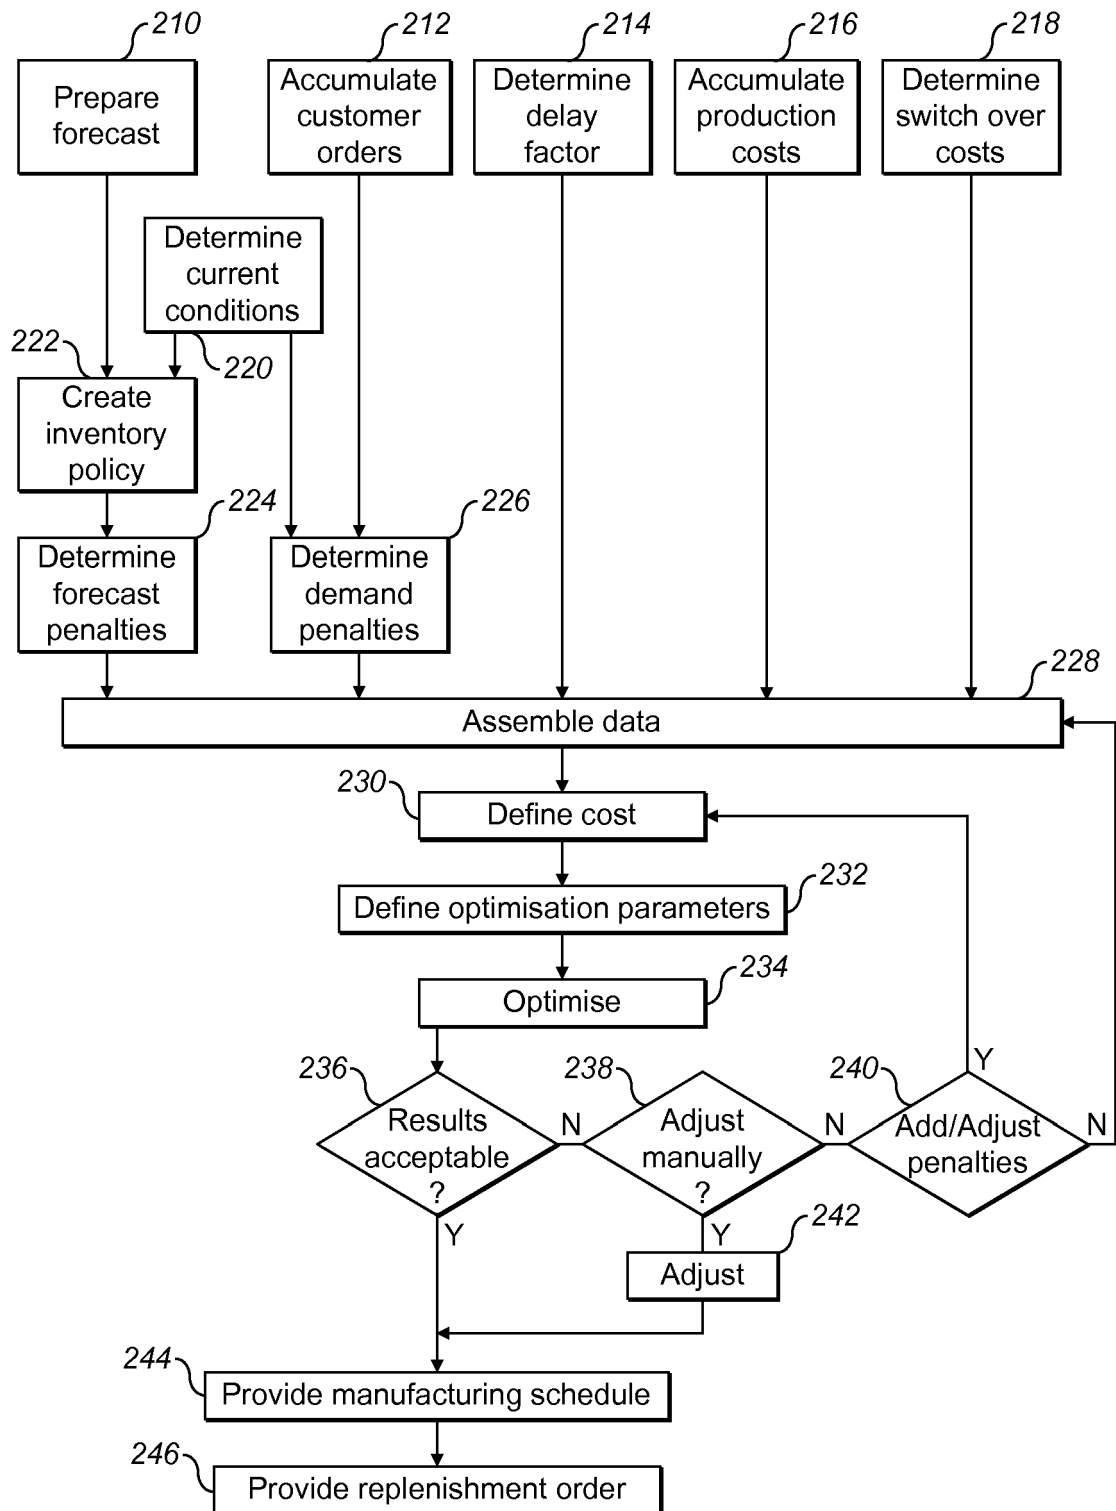 210
212
214
216
218
Prepare
forecast
Accumulate
customer
orders
Determine
delay
factor
Accumulate
production
costs
Determine
switch over
costs
Determine
current
conditions
222
220
Create
inventory
policy
224
226
Determine
forecast
penalties
Determine
demand
penalties
228
Assemble data
230
Define cost
232
Define optimisation parameters
234
Optimise
236
Results
acceptable
?
N
238
Adjust
manually
?
N
240
Add/Adjust
penalties
Y
N
Y
Y
242
Adjust
244
Provide manufacturing schedule
246
Provide replenishment order